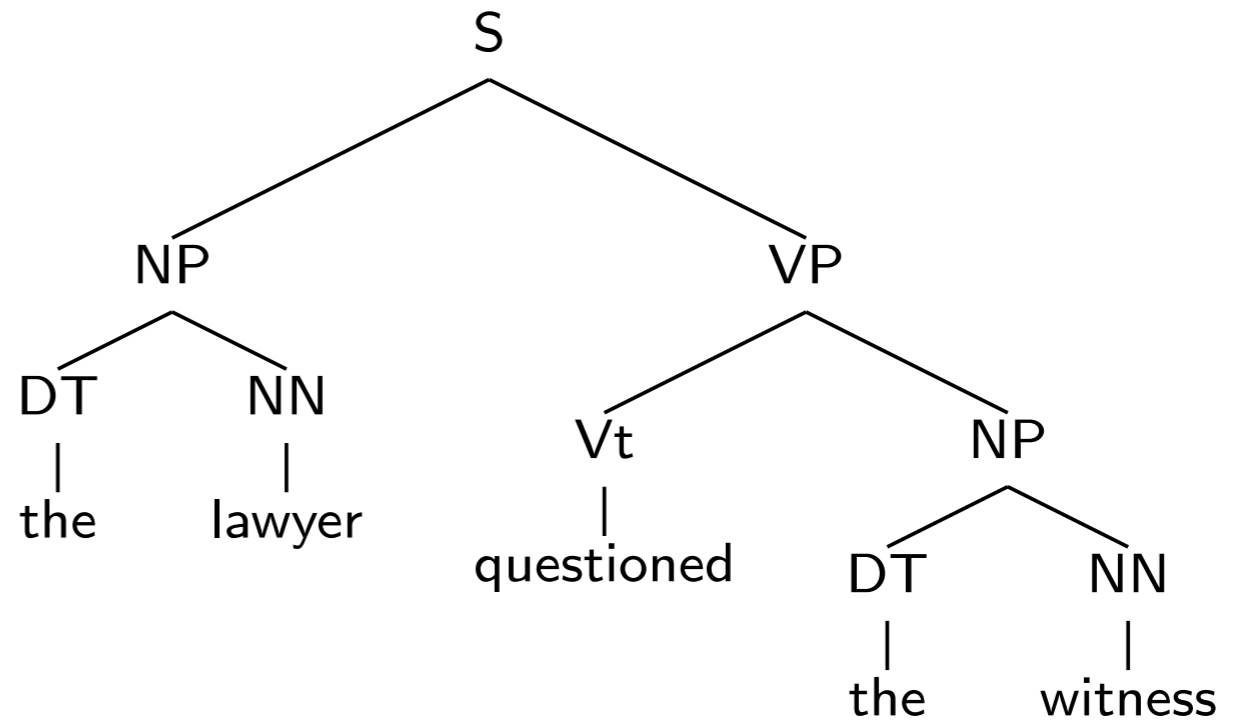 S
NP VP
DT NN
Vt NP
the lawyer
questioned
DT NN
the witness